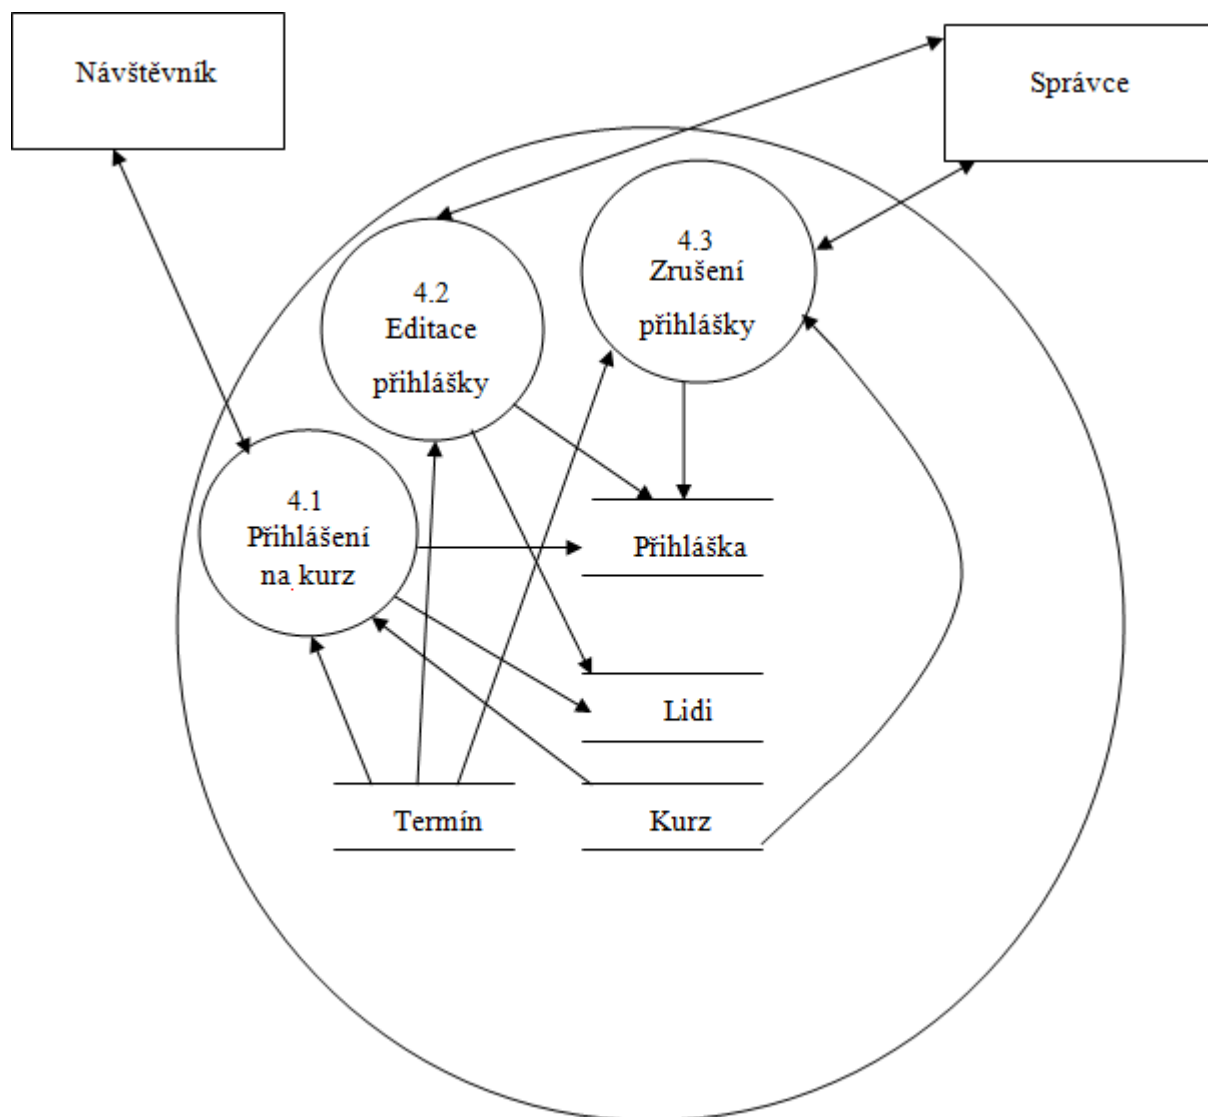 Návštěvník
Správce
4.3
Zrušení
přihlášky
4.2
Editace
přihlášky
4.1
Přihlášení
na kurz
Přihláška
Lidi
Termín
Kurz